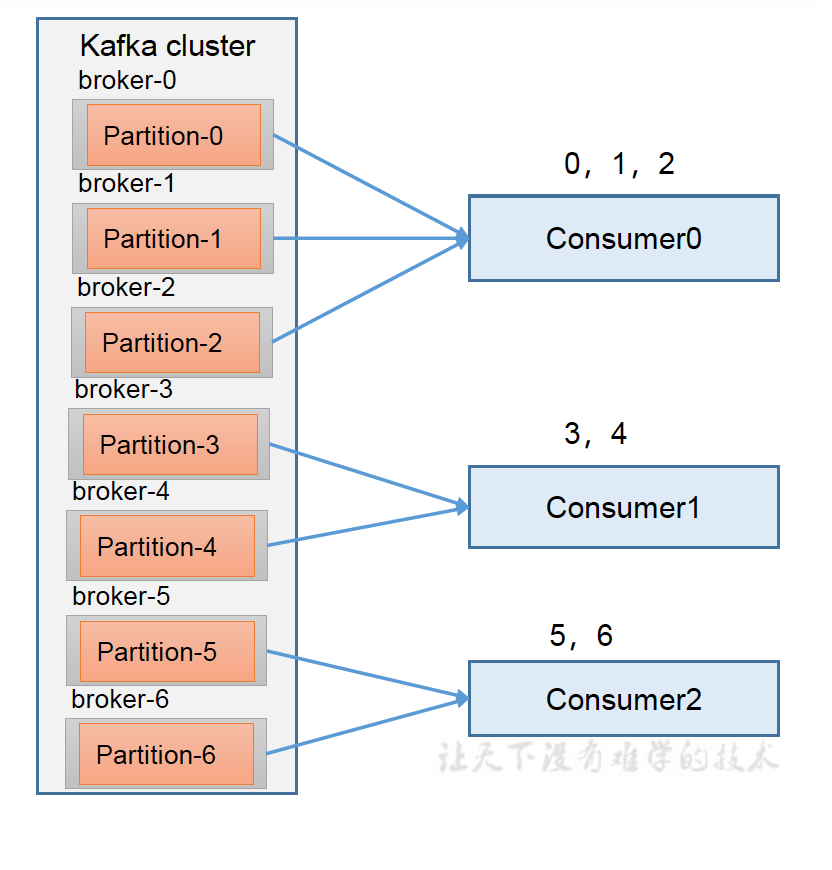 Kafka cluster
broker-0
Partition-0
broker-1
Partition-1
broker-2
Partition-2
broker-3
Partition-3
broker-4
Partition-4
broker-5
Partition-5
broker-6
Partition-6
0，1，2
Consumer0
3，4
Consumer1
5，6
Consumer2
让天下没有难学的技术